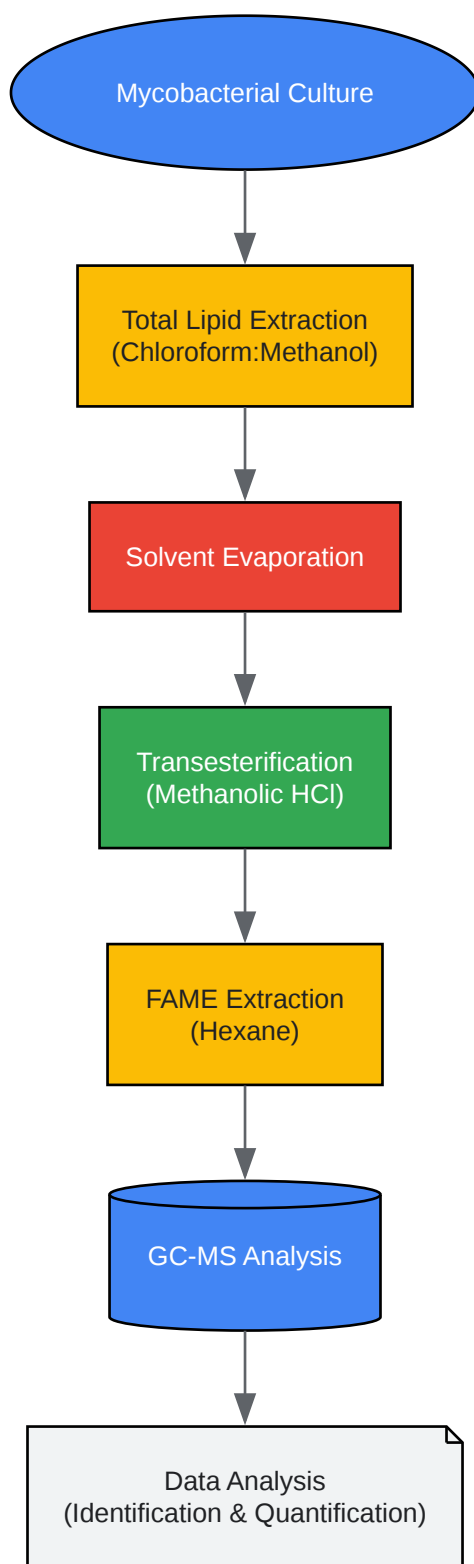 Mycobacterial Culture
Total Lipid Extraction
(Chloroform:Methanol)
Solvent Evaporation
Transesterification
(Methanolic HCl)
FAME Extraction
(Hexane)
GC-MS Analysis
Data Analysis
(Identification & Quantification)